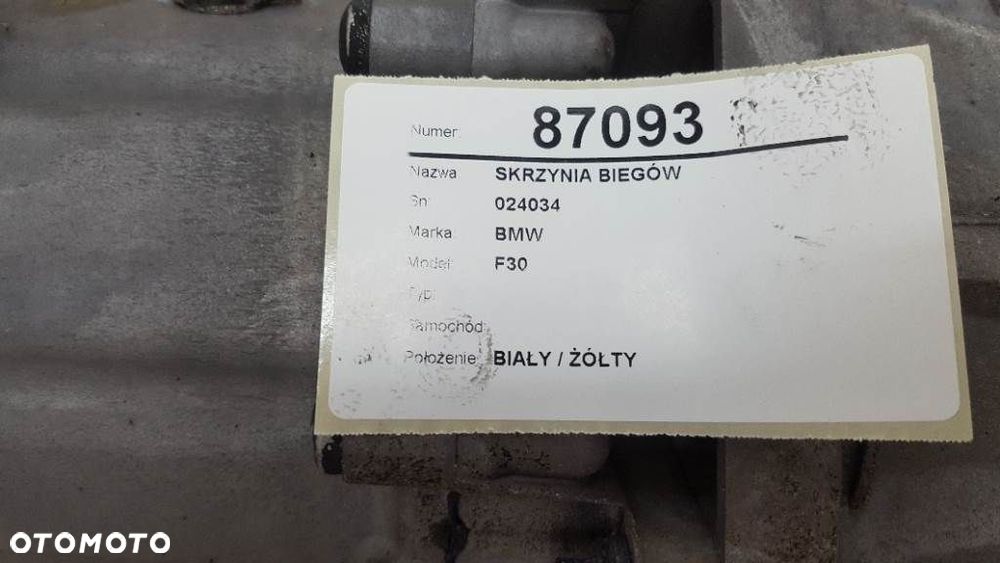 Numer: 87093
Nazwa SKRZYNIA BIEGÓW
Sn: 024034
Marka: BMW
Model: F30
Typ:
Samochód:
Położenie: BIAŁY / ŻÓŁTY
OTOMOTO